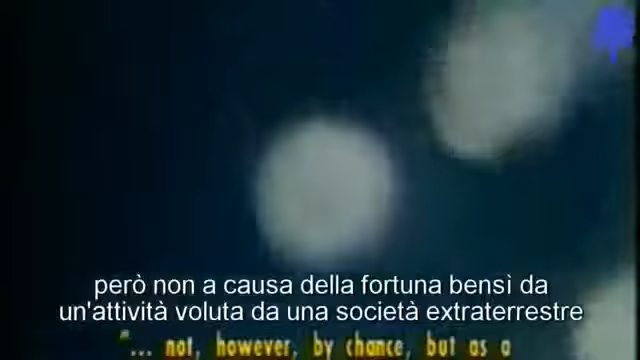 però non a causa della fortuna bensì da
un'attività voluta da una società extraterrestre
"... not, however, by chance, but as a